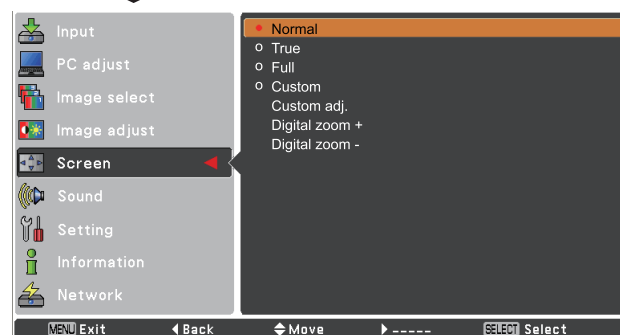 Input
PC adjust
Image select
Image adjust
Screen
Sound
Setting
Information
Network
Normal
True
Full
Custom
Custom adj.
Digital zoom +
Digital zoom -
MENU Exit Back Move ----- SELECT Select